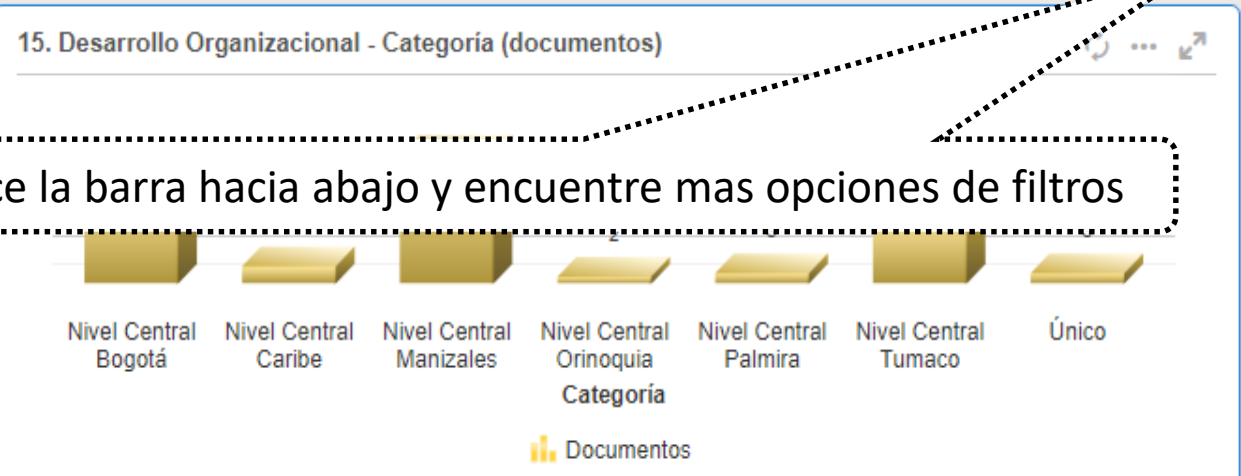 15. Desarrollo Organizacional - Categoría (documentos)
la barra hacia abajo y encuentre mas opciones de filtros
Nivel Central Nivel Central Nivel Central Nivel Central Nivel Central Nivel Central Único
Bogotá Caribe Manizales Orinoquia Palmira Tumaco
Categoría
Documentos